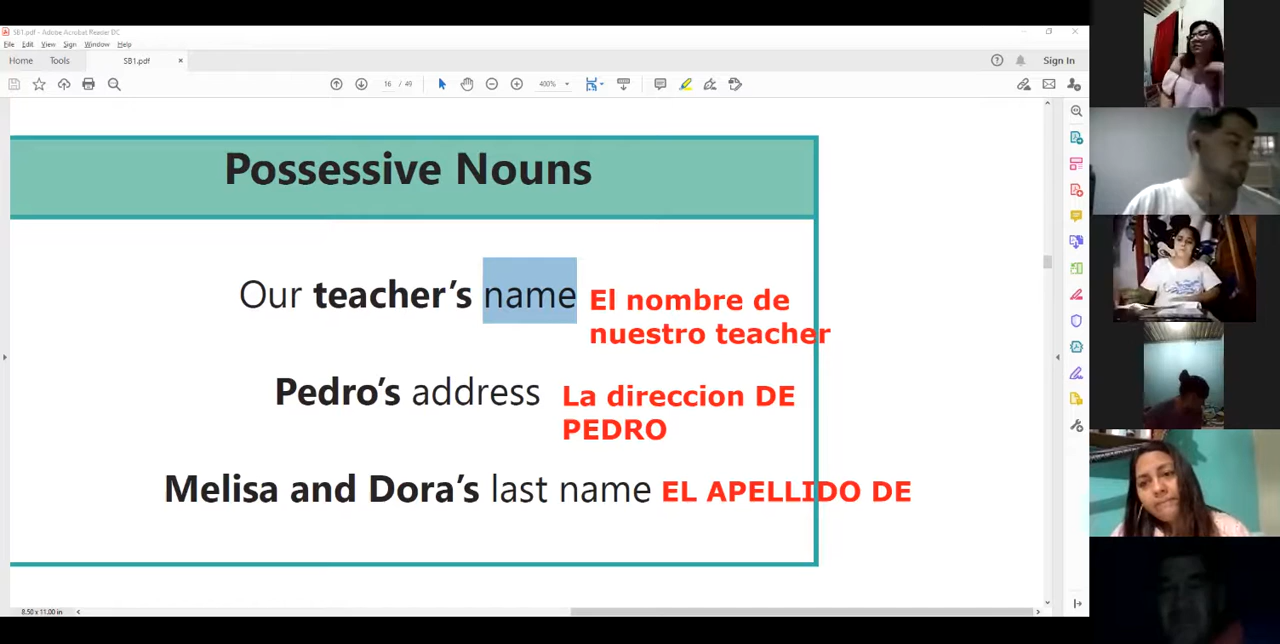 SB1.pdf - Adobe Acrobat Reader DC
File Edit View Sign Window Help
Home Tools SB1.pdf × Sign In
16 / 49 400%
Possessive Nouns
Our teacher's name El nombre de
nuestro teacher
Pedro's address La direccion DE
PEDRO
Melisa and Dora's last name EL APELLIDO DE
8.50 x 11.00 in